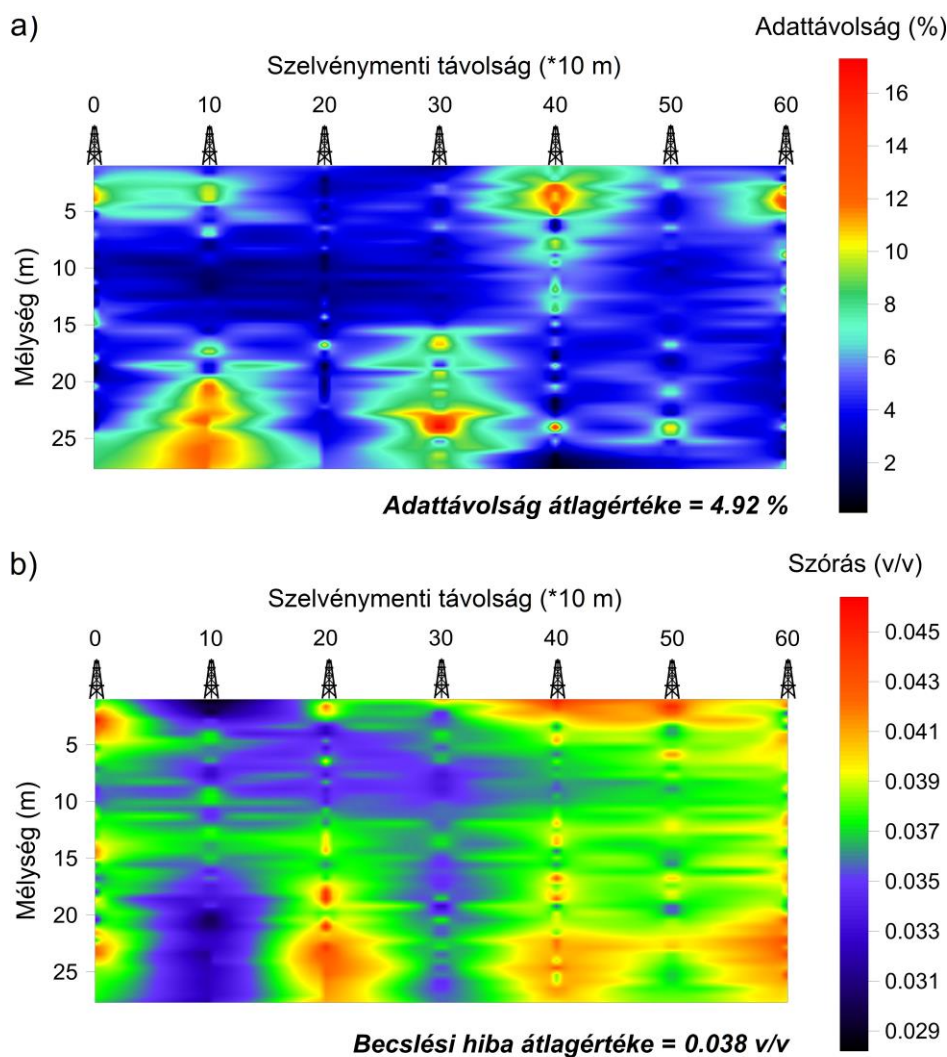 a)
Adattávolság (%)
Szelvénymenti távolság (*10 m)
0 10 20 30 40 50 60
Mélység (m)
5
10
15
20
25
16
14
12
10
8
6
4
2
Adattávolság átlagértéke = 4.92 %
b)
Szórás (v/v)
Szelvénymenti távolság (*10 m)
0 10 20 30 40 50 60
Mélység (m)
5
10
15
20
25
0.045
0.043
0.041
0.039
0.037
0.035
0.033
0.031
0.029
Becslési hiba átlagértéke = 0.038 v/v